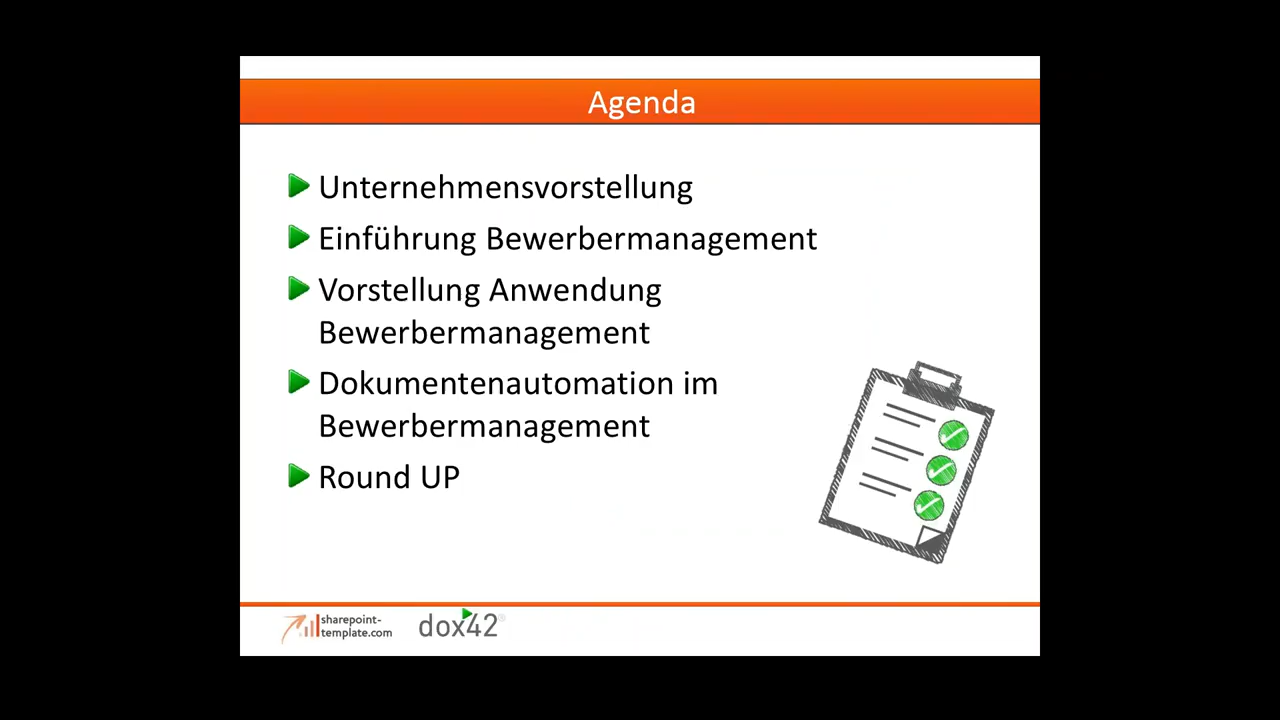 Agenda
Unternehmensvorstellung
Einführung Bewerbermanagement
Vorstellung Anwendung
Bewerbermanagement
Dokumentenautomation im
Bewerbermanagement
Round UP
sharepoint-
template.com
dox42®